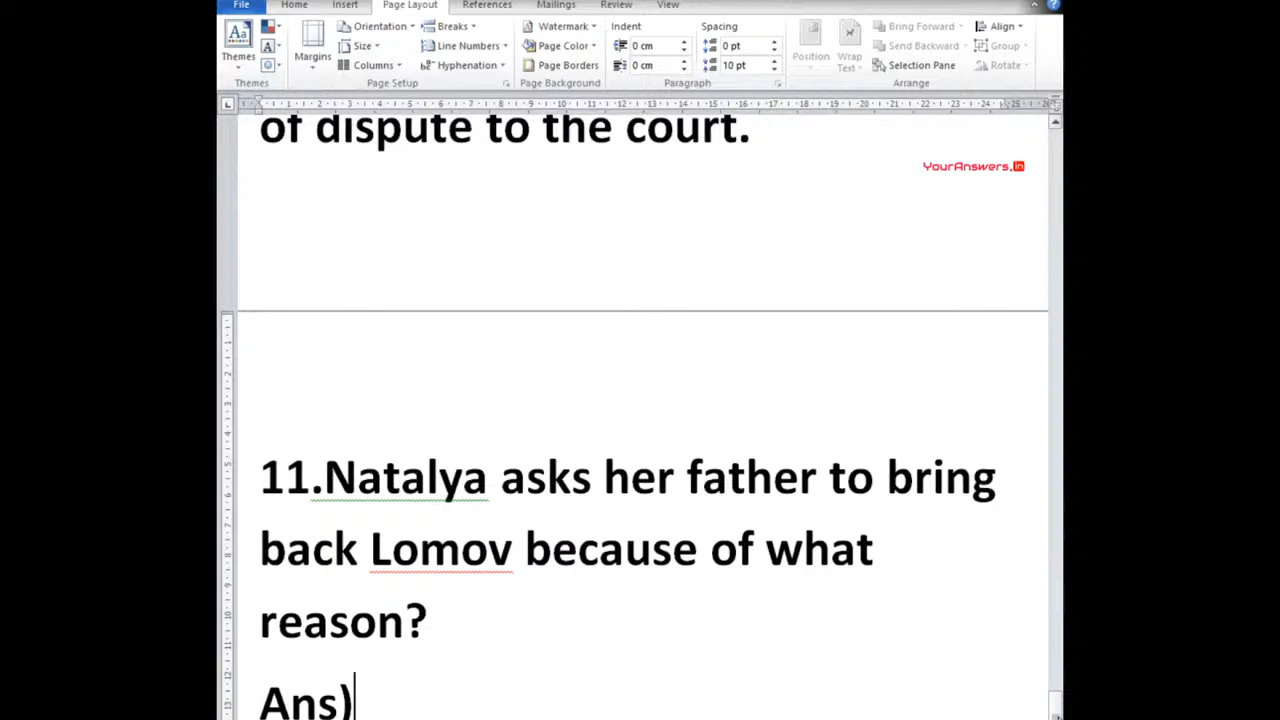 File Home Insert Page Layout References Mailings Review View
Themes Margins Orientation Size Columns Breaks Line Numbers Hyphenation Watermark Page Color Page Borders Indent 0 cm 0 cm Spacing 0 pt 10 pt Position Wrap Text Bring Forward Send Backward Selection Pane Align Group Rotate
Themes Page Setup Page Background Paragraph Arrange
of dispute to the court.
YourAnswers.in
11.Natalya asks her father to bring
back Lomov because of what
reason?
Ans)